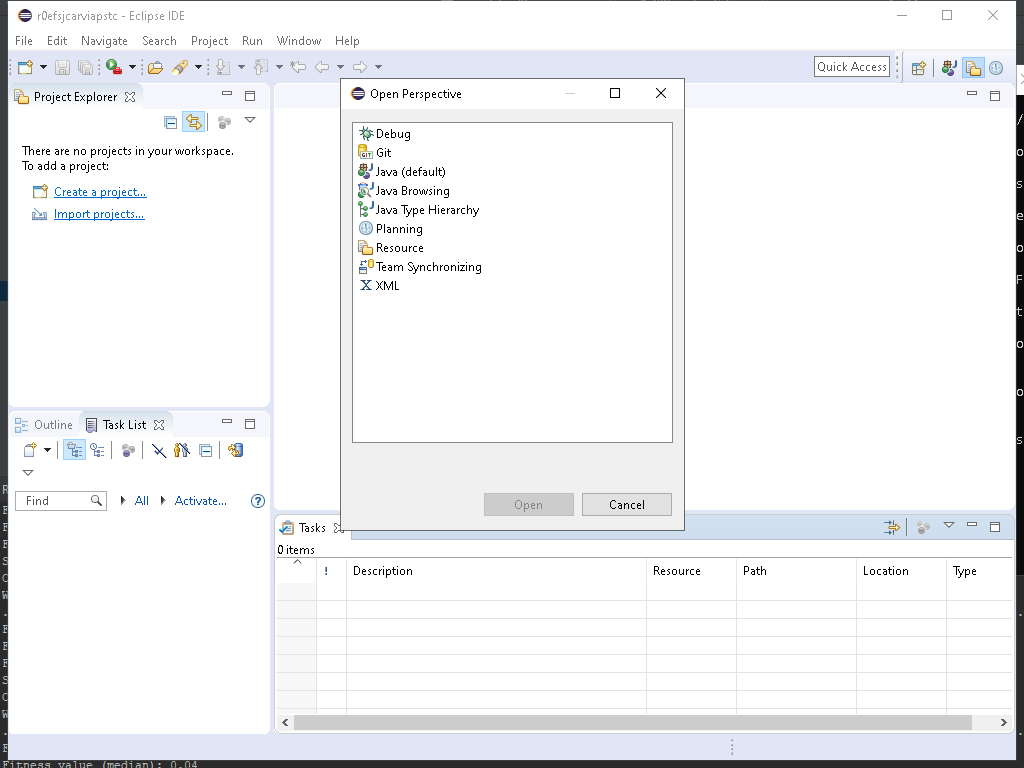 r0efsjcarviapstc - Eclipse IDE
File Edit Navigate Search Project Run Window Help
Quick Access
Project Explorer
There are no projects in your workspace.
To add a project:
Create a project...
Import projects...
Open Perspective
Debug
Git
Java (default)
Java Browsing
Java Type Hierarchy
Planning
Resource
Team Synchronizing
XML
Open Cancel
Outline Task List
Find All Activate...
Tasks
0 items
! Description Resource Path Location Type
Fitness value (median): 0.04